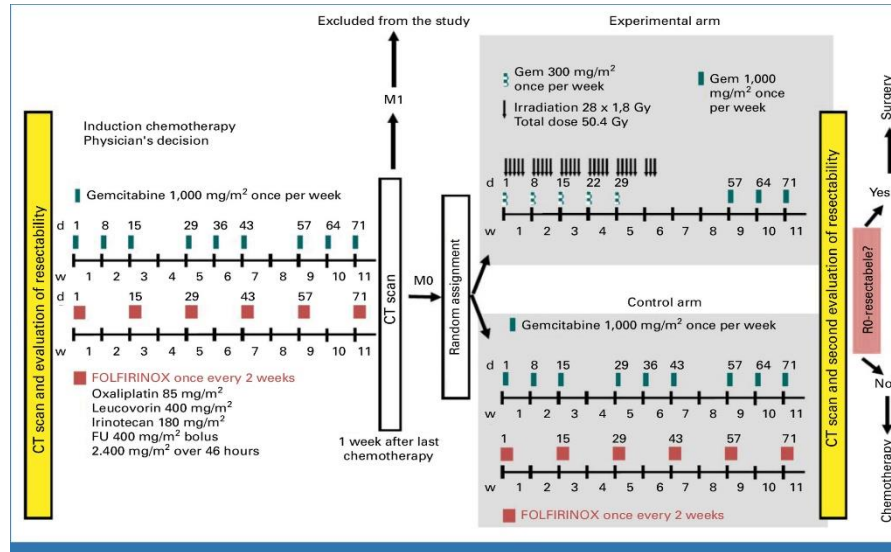 Excluded from the study
M1
CT scan and evaluation of resectability
Induction chemotherapy
Physician's decision
Gemcitabine 1,000 mg/m² once per week
d 1 8 15 29 36 43 57 64 71
w 1 2 3 4 5 6 7 8 9 10 11
d 1 15 29 43 57 71
w 1 2 3 4 5 6 7 8 9 10 11
FOLFIRINOX once every 2 weeks
Oxaliplatin 85 mg/m²
Leucovorin 400 mg/m²
Irinotecan 180 mg/m²
FU 400 mg/m² bolus
2.400 mg/m² over 46 hours
CT scan
1 week after last
chemotherapy
M0
Random assignment
Experimental arm
Gem 300 mg/m²
once per week
Irradiation 28 x 1,8 Gy
Total dose 50.4 Gy
Gem 1,000
mg/m² once
per week
d 1 8 15 22 29 57 64 71
w 1 2 3 4 5 6 7 8 9 10 11
Control arm
Gemcitabine 1,000 mg/m² once per week
d 1 8 15 29 36 43 57 64 71
w 1 2 3 4 5 6 7 8 9 10 11
1 15 29 43 57 71
w 1 2 3 4 5 6 7 8 9 10 11
FOLFIRINOX once every 2 weeks
CT scan and second evaluation of resectability
R0-resectabele?
Yes
Surgery
No
Chemotherapy